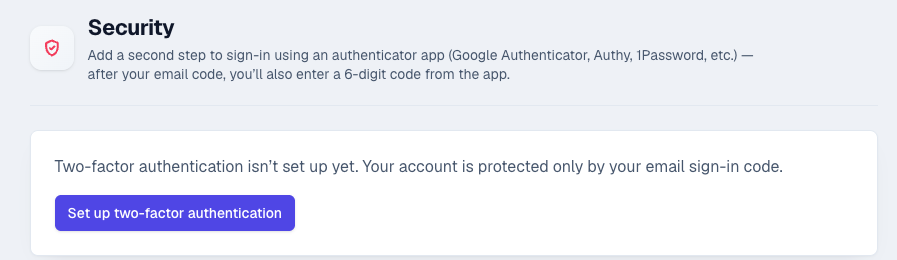 Security
Add a second step to sign-in using an authenticator app (Google Authenticator, Authy, 1Password, etc.) —
after your email code, you’ll also enter a 6-digit code from the app.
Two-factor authentication isn’t set up yet. Your account is protected only by your email sign-in code.
Set up two-factor authentication